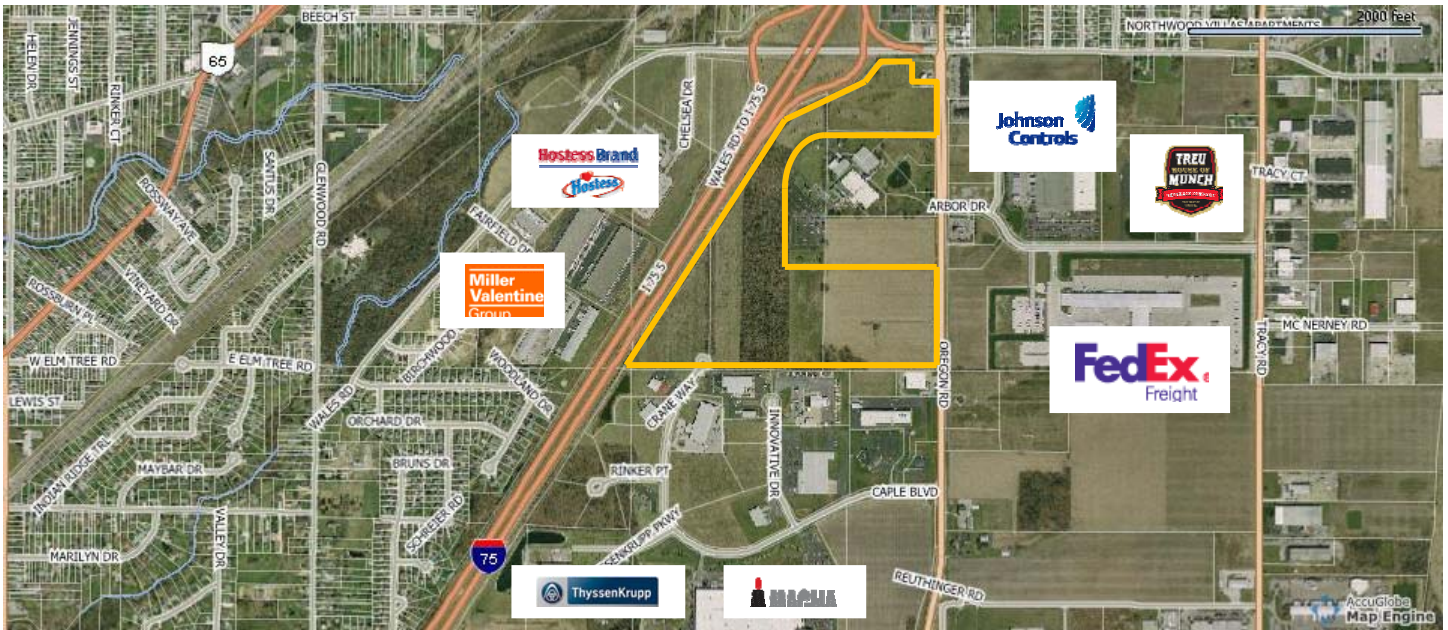 BEECH ST
NORTHWOOD VILLAS APARTMENTS
2000 feet
HELEN DR
JENNINGS ST
RINKER CT
65
CHELSEA DR
WALES RD TO I-75 S
Johnson
Controls
Hostess Brand
Hostess
TREU
HOUSE OF
MUNCH
TRACY CT
SANTUS DR
GLENWOOD RD
ROSSWAY AVE
FAIRFIELD DR
ARBOR DR
VINEYARD DR
ROSSBURN PL
Miller
Valentine
Group
I-75 S
MC NERNEY RD
TRACY RD
OREGON RD
W ELM TREE RD
E ELM TREE RD
BIRCHWOOD
WOODLAND DR
WALES RD
FedEx
Freight
LEWIS ST
ORCHARD DR
CRANE WAY
INNOVATIVE DR
INDIAN RIDGE TRL
MAYBAR DR
BRUNS DR
RINKER PT
CAPLE BLVD
SCHREIER RD
VALLEY DR
MARILYN DR
75
SSENKRUPP PKWY
REUTHINGER RD
ThyssenKrupp
MAGNA
AccuGlobe
Map Engine